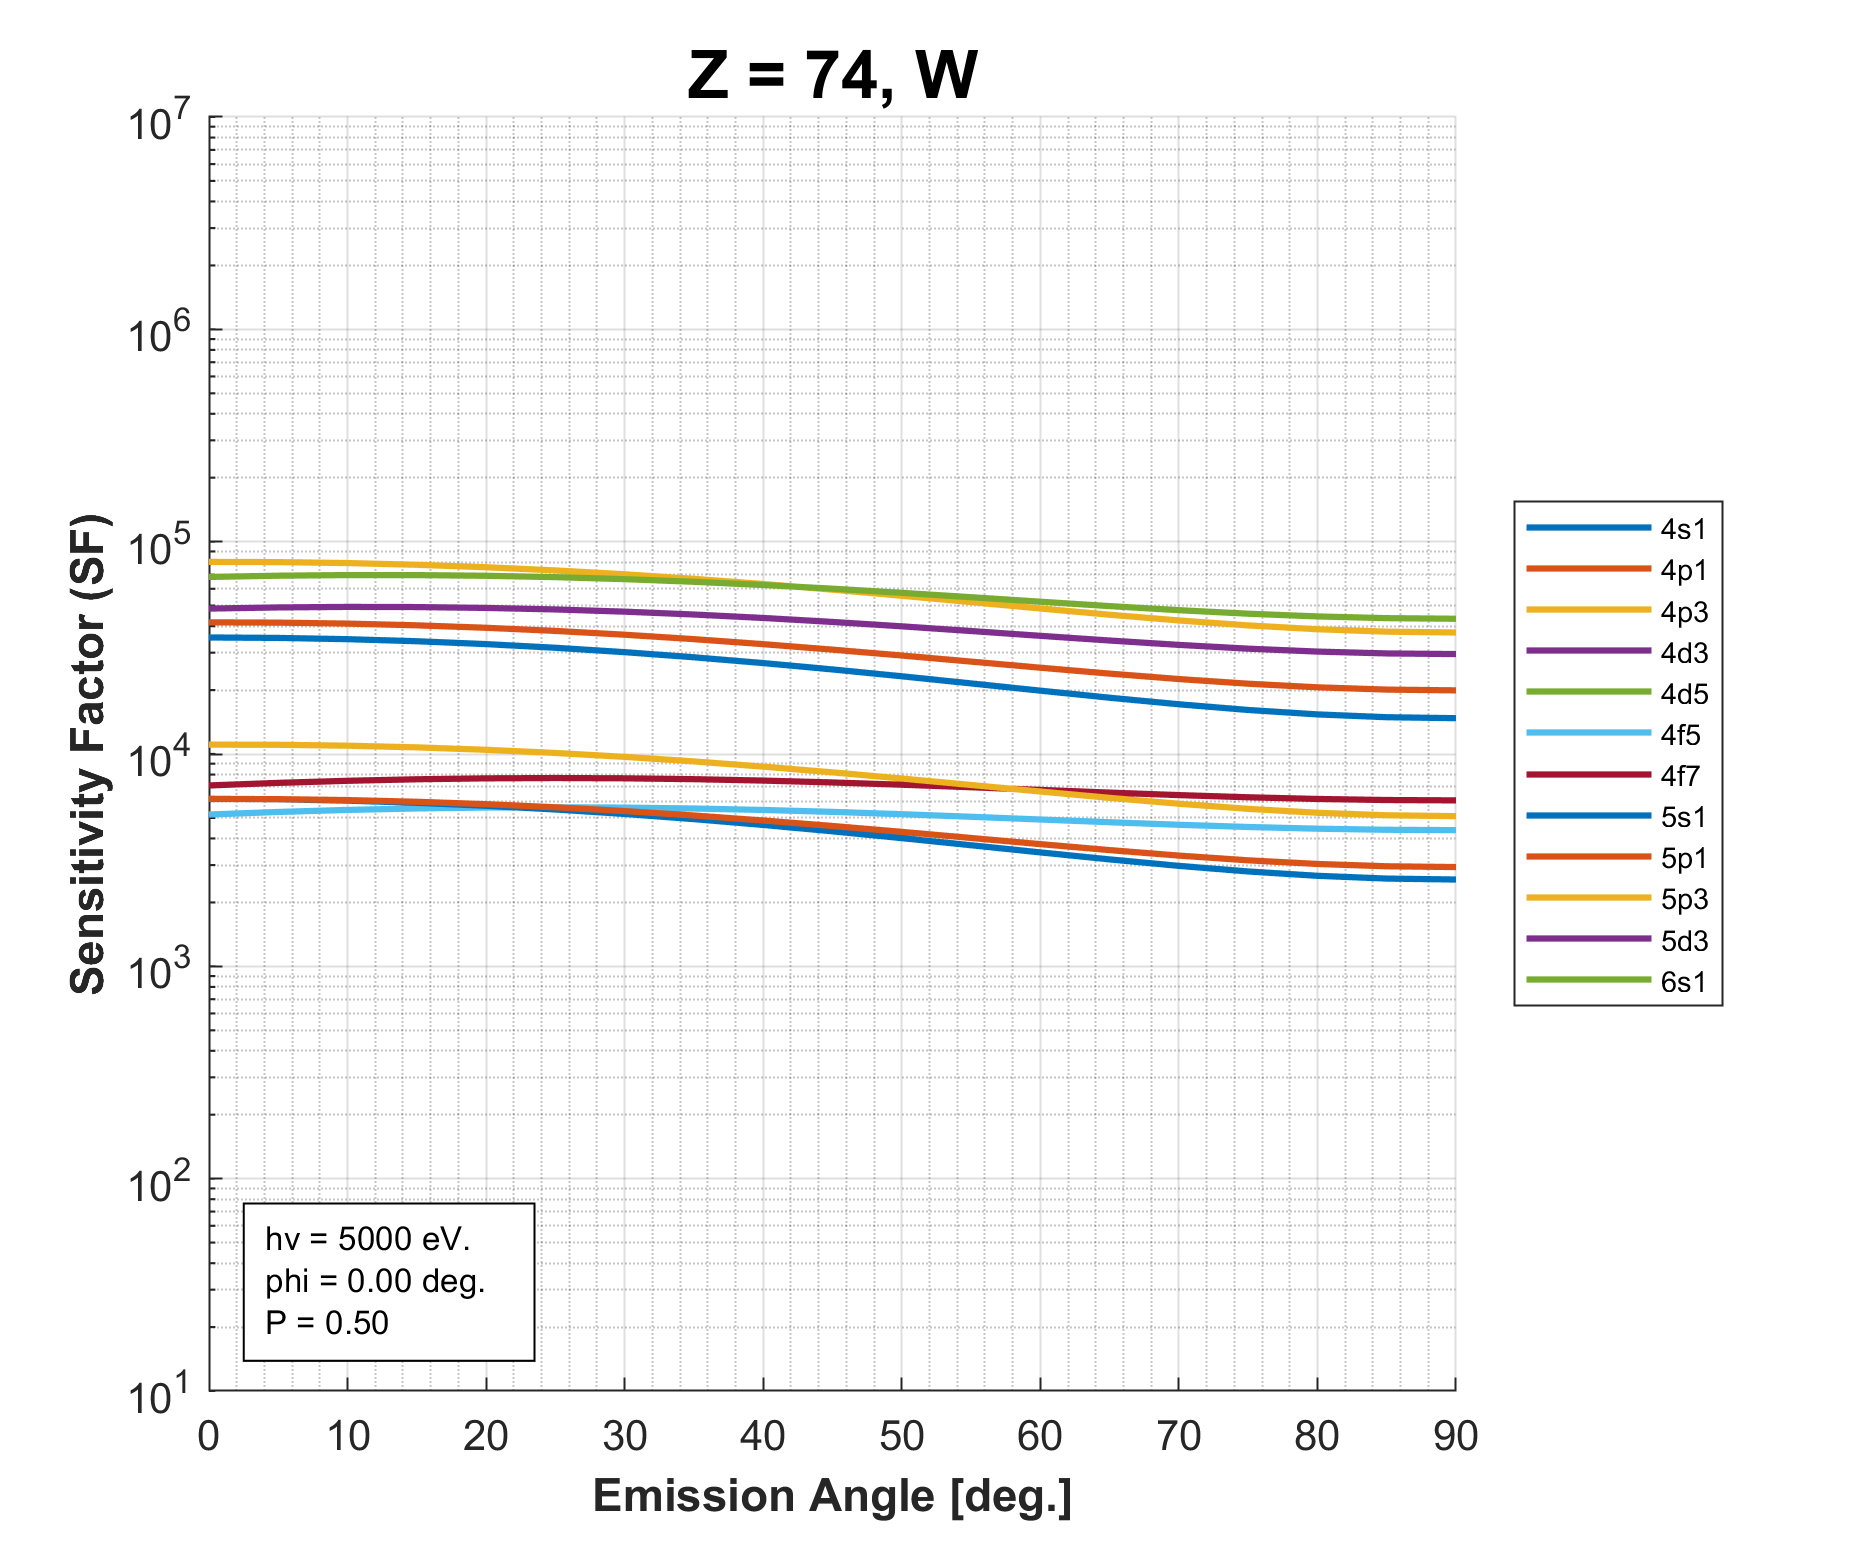 Z = 74, W
10^7
10^6
10^5
10^4
10^3
10^2
10^1
Sensitivity Factor (SF)
0 10 20 30 40 50 60 70 80 90
Emission Angle [deg.]
hv = 5000 eV.
phi = 0.00 deg.
P = 0.50
4s1
4p1
4p3
4d3
4d5
4f5
4f7
5s1
5p1
5p3
5d3
6s1